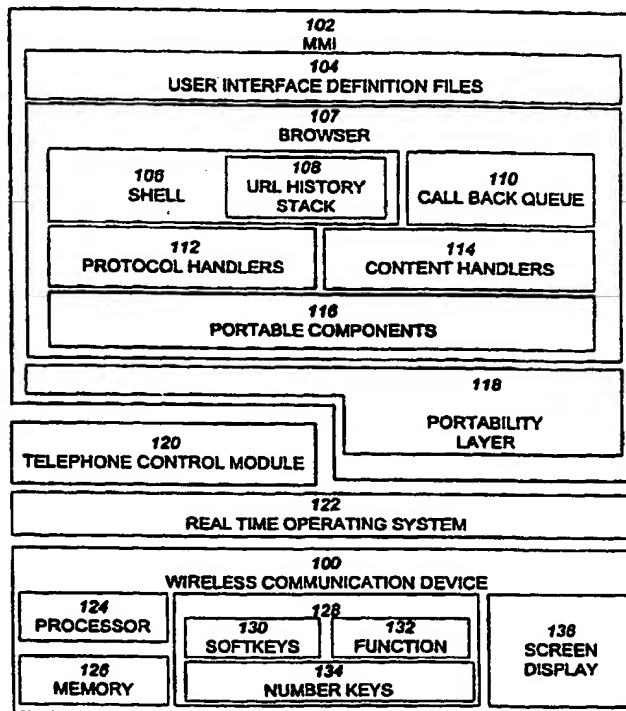 102
MMI
104
USER INTERFACE DEFINITION FILES
107
BROWSER
106
SHELL
108
URL HISTORY
STACK
110
CALL BACK QUEUE
112
PROTOCOL HANDLERS
114
CONTENT HANDLERS
116
PORTABLE COMPONENTS
118
PORTABILITY
LAYER
120
TELEPHONE CONTROL MODULE
122
REAL TIME OPERATING SYSTEM
100
WIRELESS COMMUNICATION DEVICE
124
PROCESSOR
126
MEMORY
128
130
SOFTKEYS
132
FUNCTION
134
NUMBER KEYS
136
SCREEN
DISPLAY